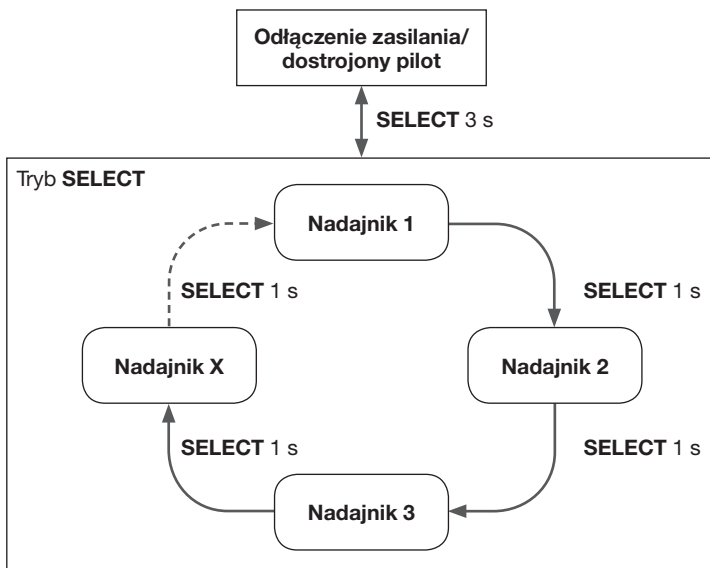 Odłączenie zasilania/
dostrojony pilot
SELECT 3 s
Tryb SELECT
Nadajnik 1
SELECT 1 s
SELECT 1 s
Nadajnik X
Nadajnik 2
SELECT 1 s
SELECT 1 s
Nadajnik 3